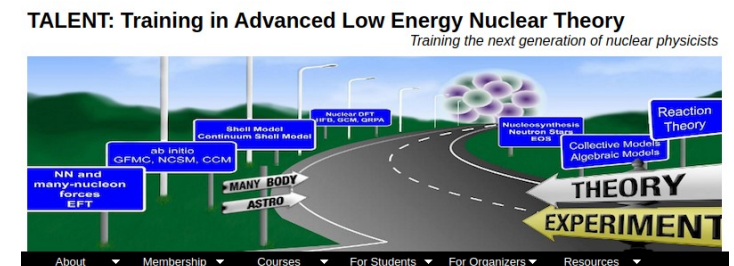 TALENT: Training in Advanced Low Energy Nuclear Theory
Training the next generation of nuclear physicists
NN and
many-nucleon
forces
EFT
ab initio
GFMC, NCSM, CCM
Shell Model
Continuum Shell Model
Nuclear DFT
HFB, GCM, QRPA
MANY BODY
ASTRO
Nucleosynthesis
Neutron Stars
EOS
Collective Models
Algebraic Models
Reaction
Theory
THEORY
EXPERIMENT
About Membership Courses For Students For Organizers Resources